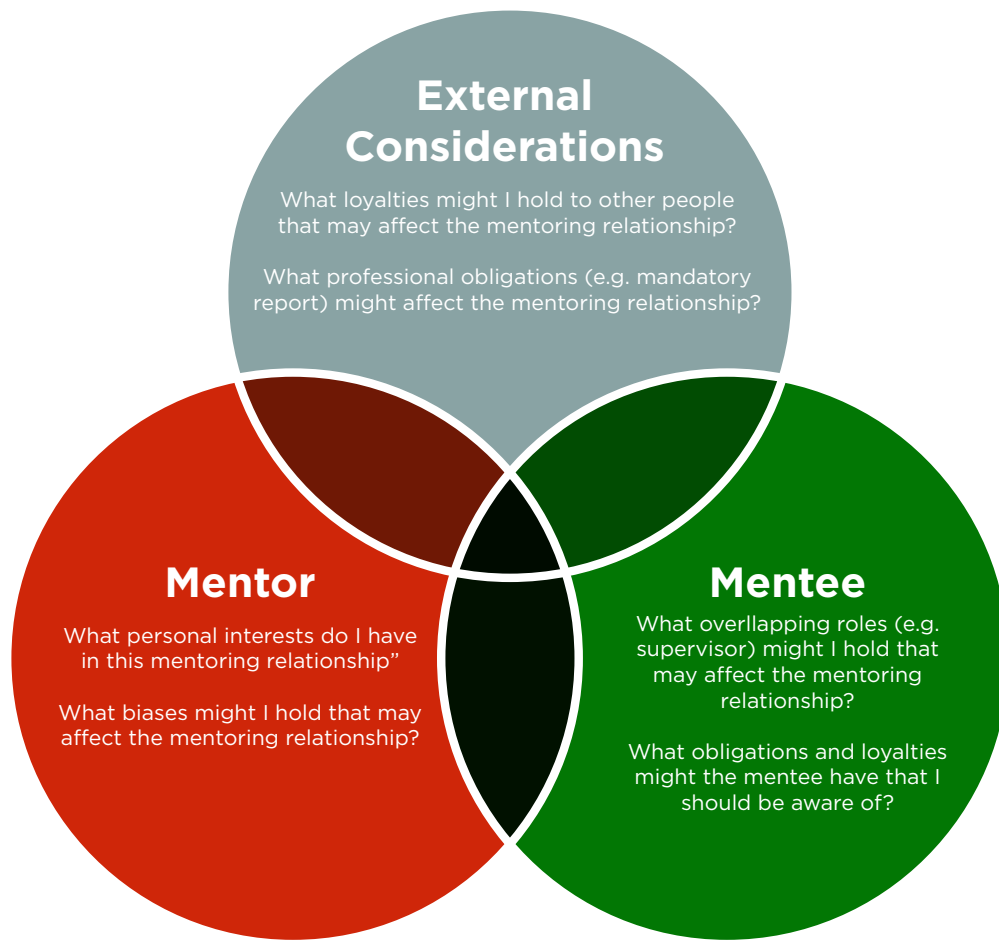 External
Considerations
What loyalties might I hold to other people
that may affect the mentoring relationship?
What professional obligations (e.g. mandatory
report) might affect the mentoring relationship?
Mentor
What personal interests do I have
in this mentoring relationship”
What biases might I hold that may
affect the mentoring relationship?
Mentee
What overllapping roles (e.g.
supervisor) might I hold that
may affect the mentoring
relationship?
What obligations and loyalties
might the mentee have that I
should be aware of?